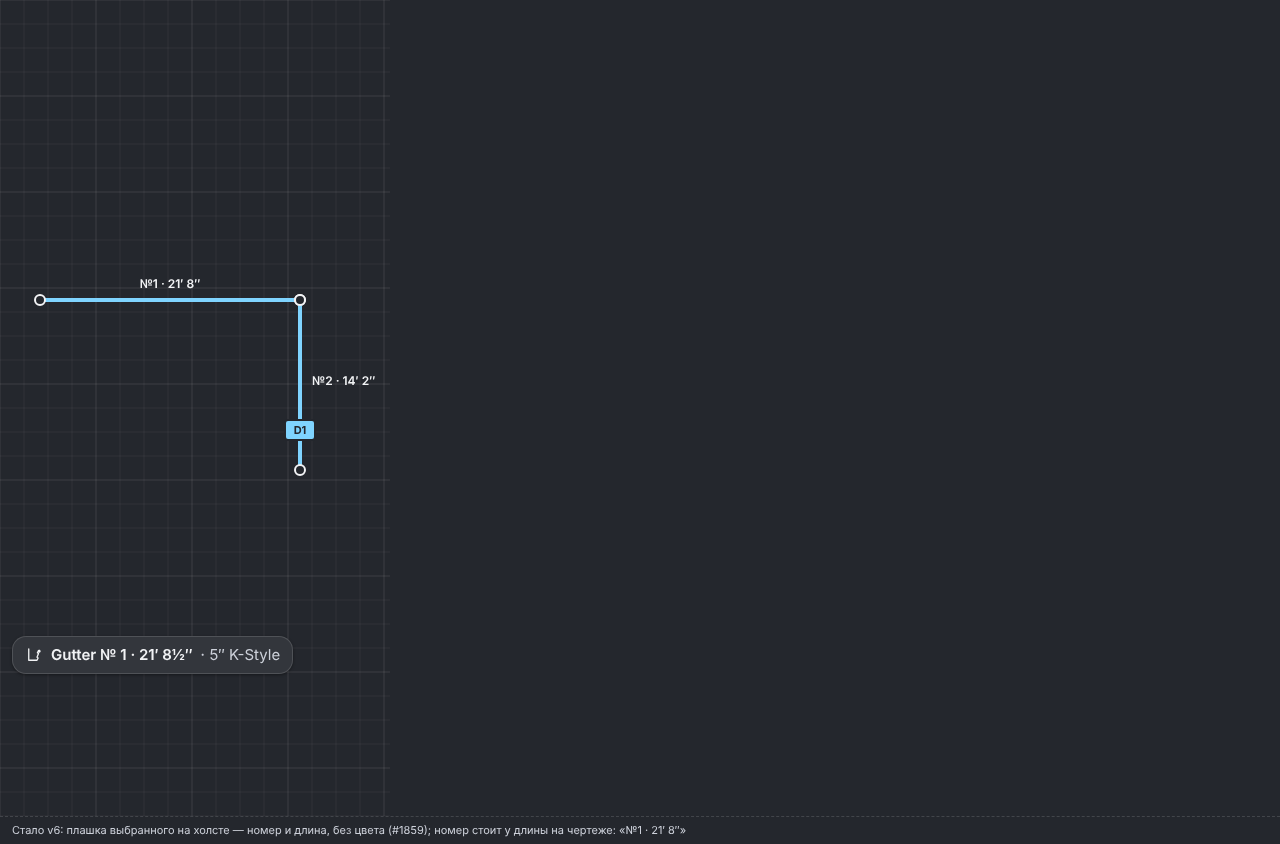 №1 · 21′ 8″
№2 · 14′ 2″
D1
Gutter № 1 · 21′ 8½″ · 5″ K-Style
Стало v6: плашка выбранного на холсте — номер и длина, без цвета (#1859); номер стоит у длины на чертеже: «№1 · 21′ 8″»